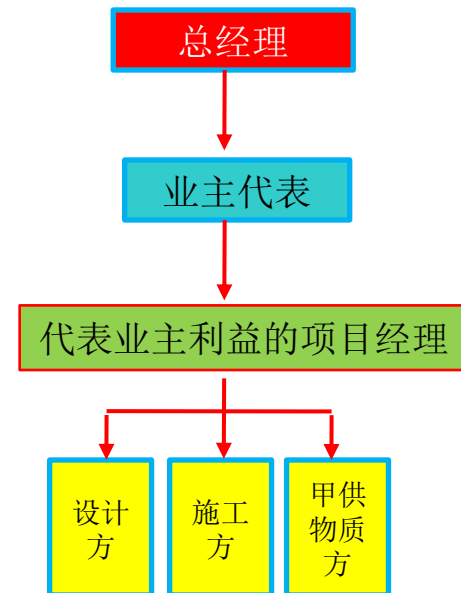 总经理
业主代表
代表业主利益的项目经理
设计
方
施工
方
甲供
物质
方